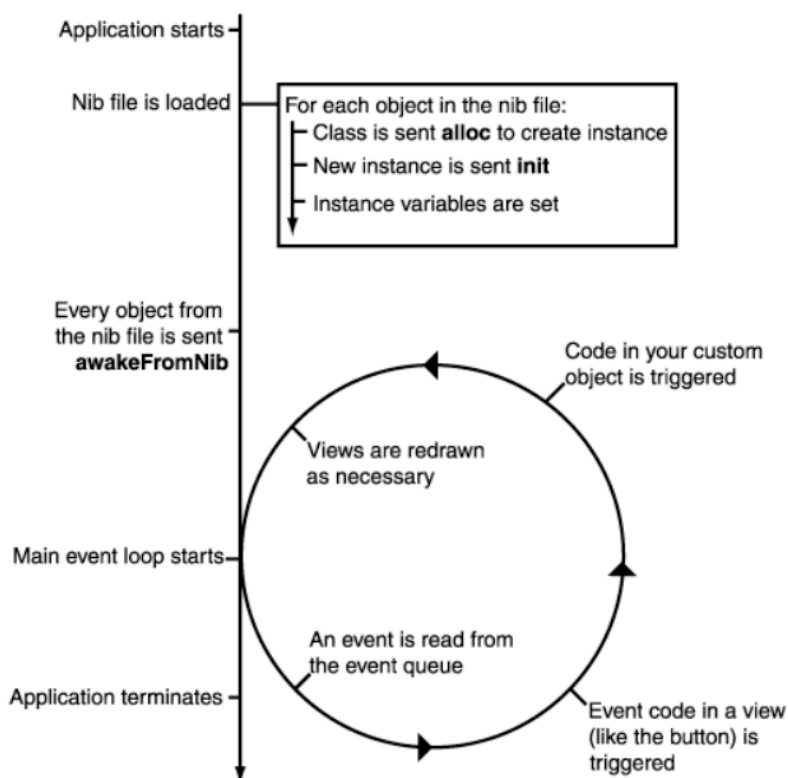 Application starts
Nib file is loaded
For each object in the nib file:
Class is sent alloc to create instance
New instance is sent init
Instance variables are set
Every object from
the nib file is sent
awakeFromNib
Code in your custom
object is triggered
Views are redrawn
as necessary
Main event loop starts
An event is read from
the event queue
Application terminates
Event code in a view
(like the button) is
triggered